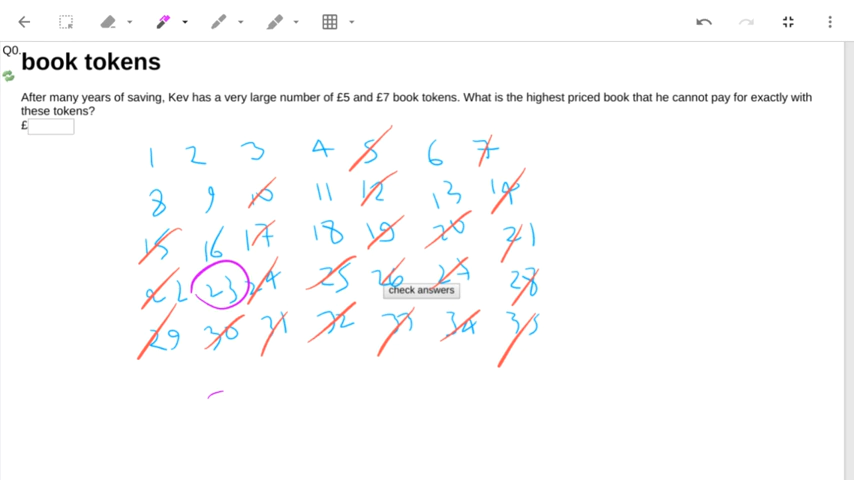 Q0.
book tokens
After many years of saving, Kev has a very large number of £5 and £7 book tokens. What is the highest priced book that he cannot pay for exactly with
these tokens?
£
1 2 3 4 5 6 7
8 9 10 11 12 13 14
15 16 17 18 19 20 21
22 23 24 25 26 27 28
check answers
29 30 31 32 33 34 35